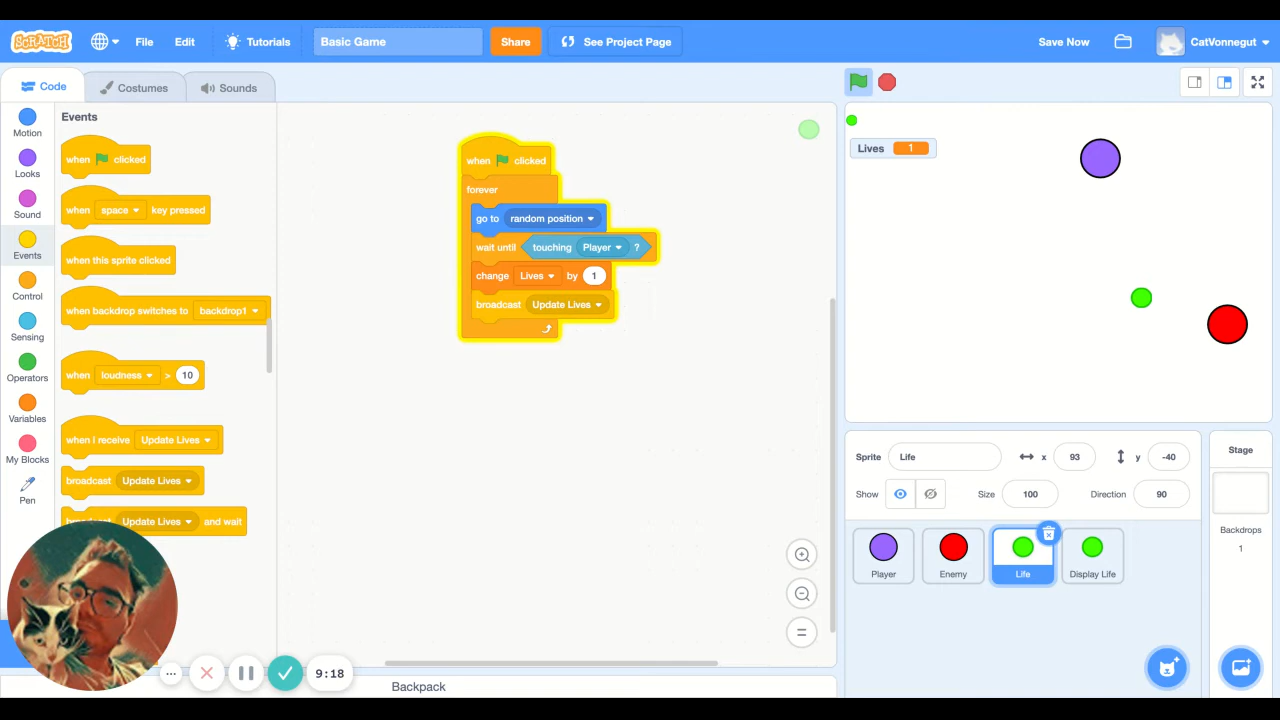 SCRATCH
File
Edit
Tutorials
Basic Game
Share
See Project Page
Save Now
CatVonnegut
Code
Costumes
Sounds
Motion
Looks
Sound
Events
Control
Sensing
Operators
Variables
My Blocks
Pen
Events
when clicked
when space key pressed
when this sprite clicked
when backdrop switches to backdrop1
when loudness > 10
when I receive Update Lives
broadcast Update Lives
broadcast Update Lives and wait
when clicked
forever
go to random position
wait until touching Player ?
change Lives by 1
broadcast Update Lives
Lives 1
Sprite Life x 93 y -40
Show Size 100 Direction 90
Player
Enemy
Life
Display Life
Stage
Backdrops
1
9:18
Backpack